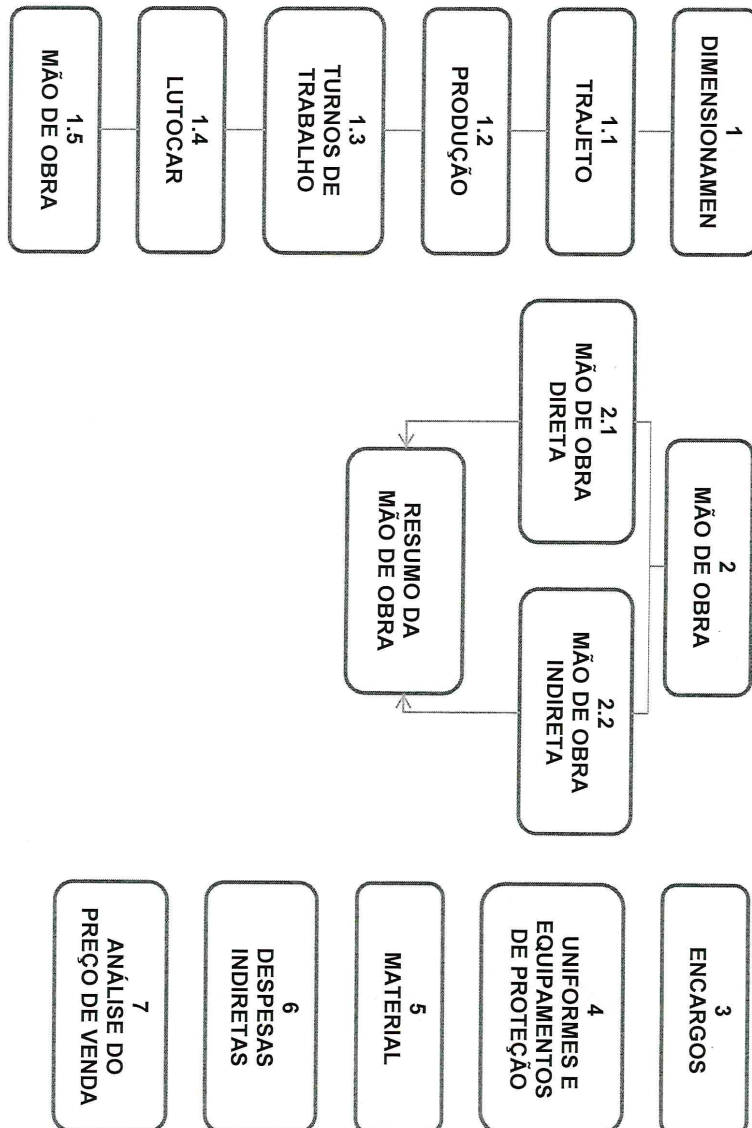 1
DIMENSIONAMEN
1.1
TRAJETO
1.2
PRODUÇÃO
1.3
TURNOS DE
TRABALHO
1.4
LUTOCAR
1.5
MÃO DE OBRA
2
MÃO DE OBRA
2.1
MÃO DE OBRA
DIRETA
2.2
MÃO DE OBRA
INDIRETA
RESUMO DA
MÃO DE OBRA
3
ENCARGOS
4
UNIFORMES E
EQUIPAMENTOS
DE PROTEÇÃO
5
MATERIAL
6
DESPESAS
INDIRETAS
7
ANÁLISE DO
PREÇO DE VENDA